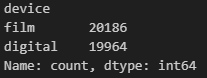 device
film       20186
digital    19964
Name: count, dtype: int64